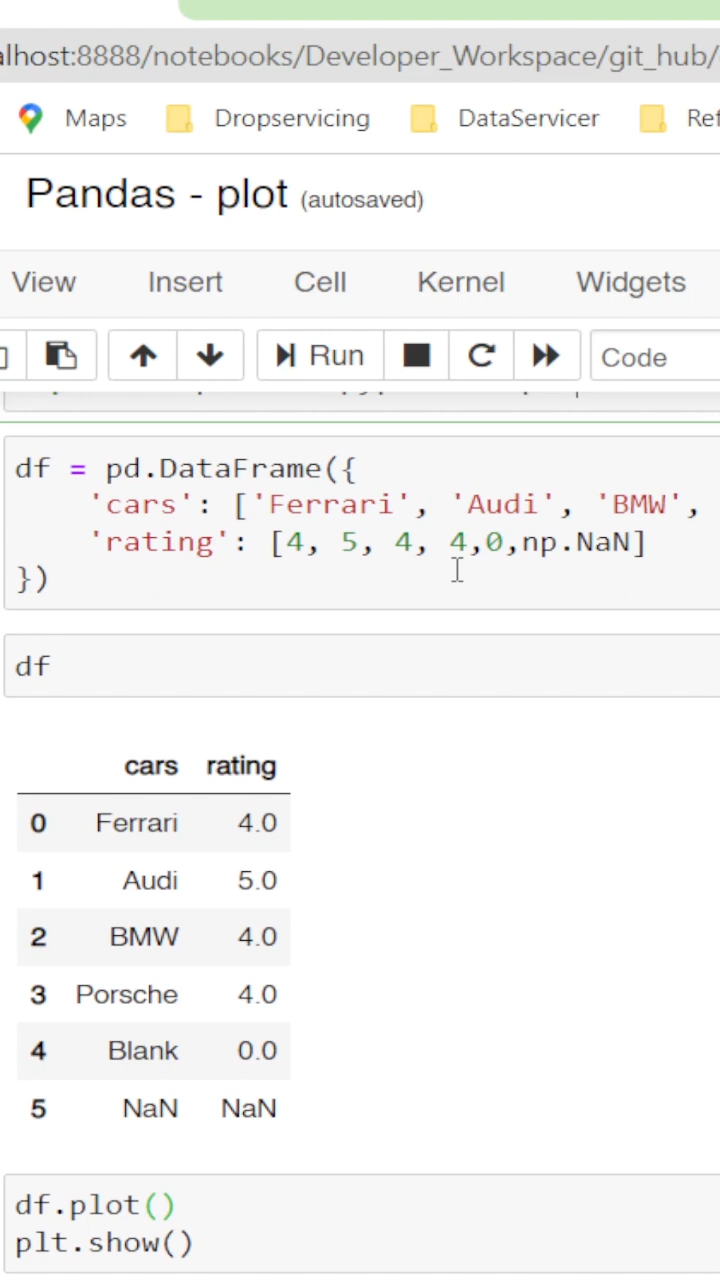 alhost:8888/notebooks/Developer_Workspace/git_hub/
Maps Dropservicing DataServicer Ref
Pandas - plot (autosaved)
View Insert Cell Kernel Widgets
Run Code
df = pd.DataFrame({
'cars': ['Ferrari', 'Audi', 'BMW',
'rating': [4, 5, 4, 4,0,np.NaN]
})
df
cars rating
0 Ferrari 4.0
1 Audi 5.0
2 BMW 4.0
3 Porsche 4.0
4 Blank 0.0
5 NaN NaN
df.plot()
plt.show()